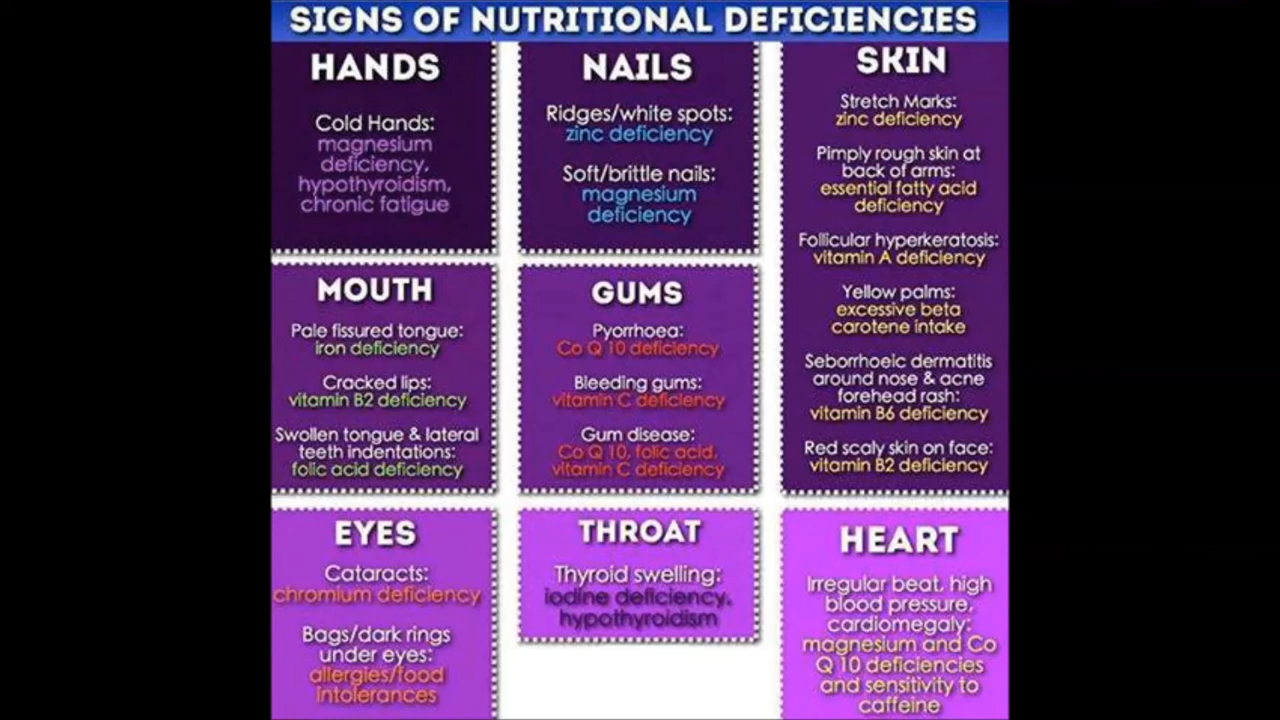 SIGNS OF NUTRITIONAL DEFICIENCIES
HANDS
Cold Hands:
magnesium
deficiency,
hypothyroidism,
chronic fatigue
NAILS
Ridges/white spots:
zinc deficiency
Soft/brittle nails:
magnesium
deficiency
SKIN
Stretch Marks:
zinc deficiency
Pimply rough skin at
back of arms:
essential fatty acid
deficiency
Follicular hyperkeratosis:
vitamin A deficiency
Yellow palms:
excessive beta
carotene intake
Seborrhoeic dermatitis
around nose & acne
forehead rash:
vitamin B6 deficiency
Red scaly skin on face:
vitamin B2 deficiency
MOUTH
Pale fissured tongue:
iron deficiency
Cracked lips:
vitamin B2 deficiency
Swollen tongue & lateral
teeth indentations:
folic acid deficiency
GUMS
Pyorrhoea:
Co Q 10 deficiency
Bleeding gums:
vitamin C deficiency
Gum disease:
Co Q 10, folic acid,
vitamin C deficiency
EYES
Cataracts:
chromium deficiency
Bags/dark rings
under eyes:
allergies/food
intolerances
THROAT
Thyroid swelling:
iodine deficiency,
hypothyroidism
HEART
Irregular beat, high
blood pressure,
cardiomegaly:
magnesium and Co
Q 10 deficiencies
and sensitivity to
caffeine